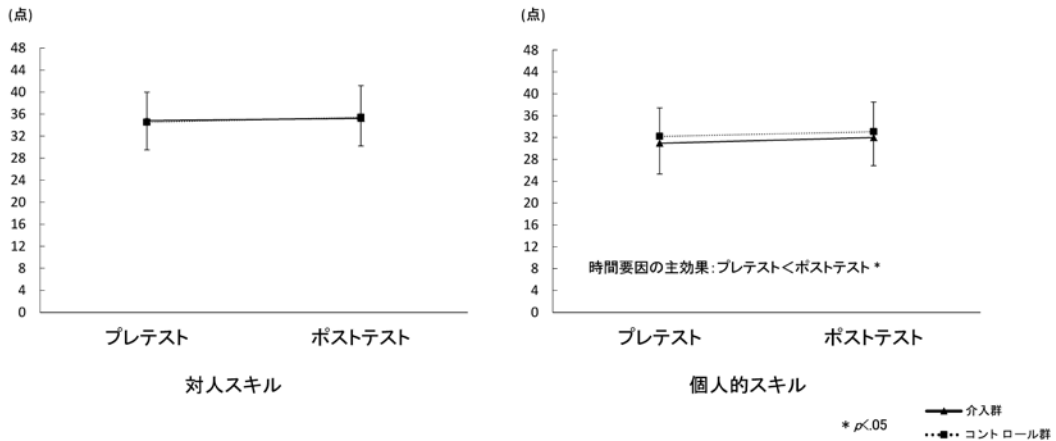 (点)
48
44
40
36
32
28
24
20
16
12
8
4
0
プレテスト
ポストテスト
対人スキル
(点)
48
44
40
36
32
28
24
20
16
12
8
4
0
時間要因の主効果:プレテスト<ポストテスト *
プレテスト
ポストテスト
個人的スキル
* p<.05
介入群
コントロール群